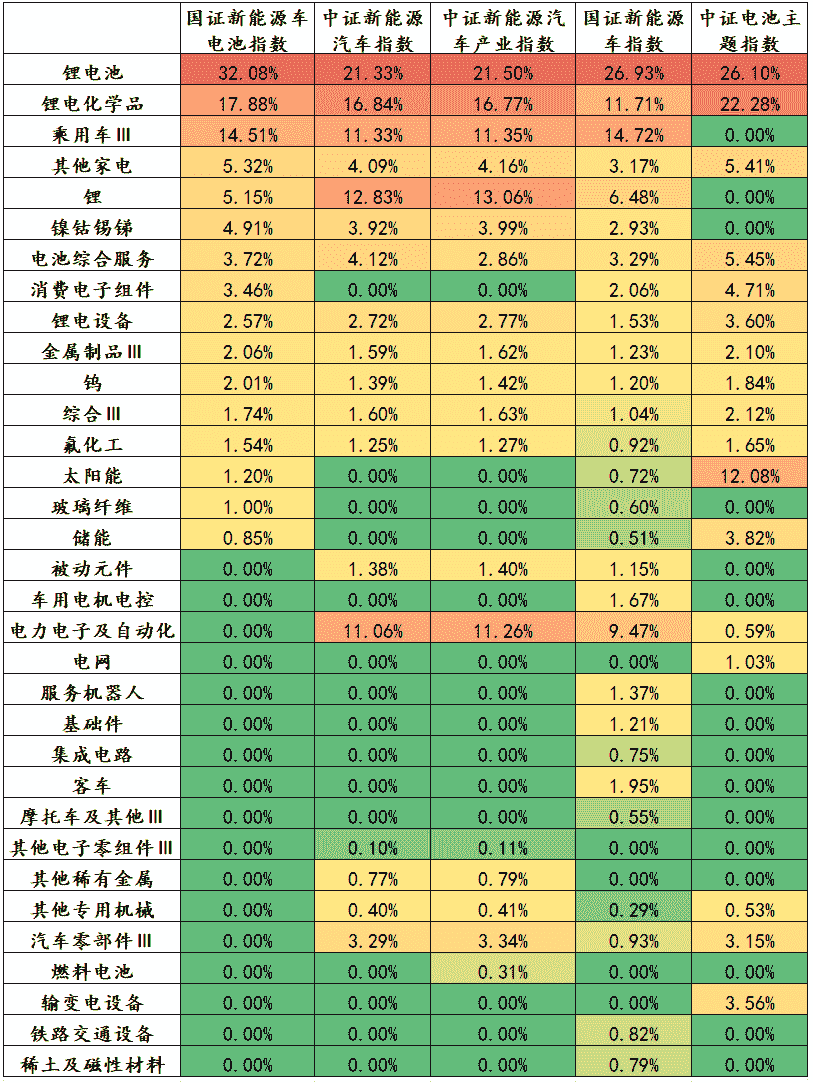 国证新能源车电池指数 中证新能源汽车指数 中证新能源汽车产业指数 国证新能源车指数 中证电池主题指数
锂电池 32.08% 21.33% 21.50% 26.93% 26.10%
锂电化学品 17.88% 16.84% 16.77% 11.71% 22.28%
乘用车Ⅲ 14.51% 11.33% 11.35% 14.72% 0.00%
其他家电 5.32% 4.09% 4.16% 3.17% 5.41%
锂 5.15% 12.83% 13.06% 6.48% 0.00%
镍钴锡锑 4.91% 3.92% 3.99% 2.93% 0.00%
电池综合服务 3.72% 4.12% 2.86% 3.29% 5.45%
消费电子组件 3.46% 0.00% 0.00% 2.06% 4.71%
锂电设备 2.57% 2.72% 2.77% 1.53% 3.60%
金属制品Ⅲ 2.06% 1.59% 1.62% 1.23% 2.10%
钨 2.01% 1.39% 1.42% 1.20% 1.84%
综合Ⅲ 1.74% 1.60% 1.63% 1.04% 2.12%
氟化工 1.54% 1.25% 1.27% 0.92% 1.65%
太阳能 1.20% 0.00% 0.00% 0.72% 12.08%
玻璃纤维 1.00% 0.00% 0.00% 0.60% 0.00%
储能 0.85% 0.00% 0.00% 0.51% 3.82%
被动元件 0.00% 1.38% 1.40% 1.15% 0.00%
车用电机电控 0.00% 0.00% 0.00% 1.67% 0.00%
电力电子及自动化 0.00% 11.06% 11.26% 9.47% 0.59%
电网 0.00% 0.00% 0.00% 0.00% 1.03%
服务机器人 0.00% 0.00% 0.00% 1.37% 0.00%
基础件 0.00% 0.00% 0.00% 1.21% 0.00%
集成电路 0.00% 0.00% 0.00% 0.75% 0.00%
客车 0.00% 0.00% 0.00% 1.95% 0.00%
摩托车及其他Ⅲ 0.00% 0.00% 0.00% 0.55% 0.00%
其他电子零组件Ⅲ 0.00% 0.10% 0.11% 0.00% 0.00%
其他稀有金属 0.00% 0.77% 0.79% 0.00% 0.00%
其他专用机械 0.00% 0.40% 0.41% 0.29% 0.53%
汽车零部件Ⅲ 0.00% 3.29% 3.34% 0.93% 3.15%
燃料电池 0.00% 0.00% 0.31% 0.00% 0.00%
输变电设备 0.00% 0.00% 0.00% 0.00% 3.56%
铁路交通设备 0.00% 0.00% 0.00% 0.82% 0.00%
稀土及磁性材料 0.00% 0.00% 0.00% 0.79% 0.00%